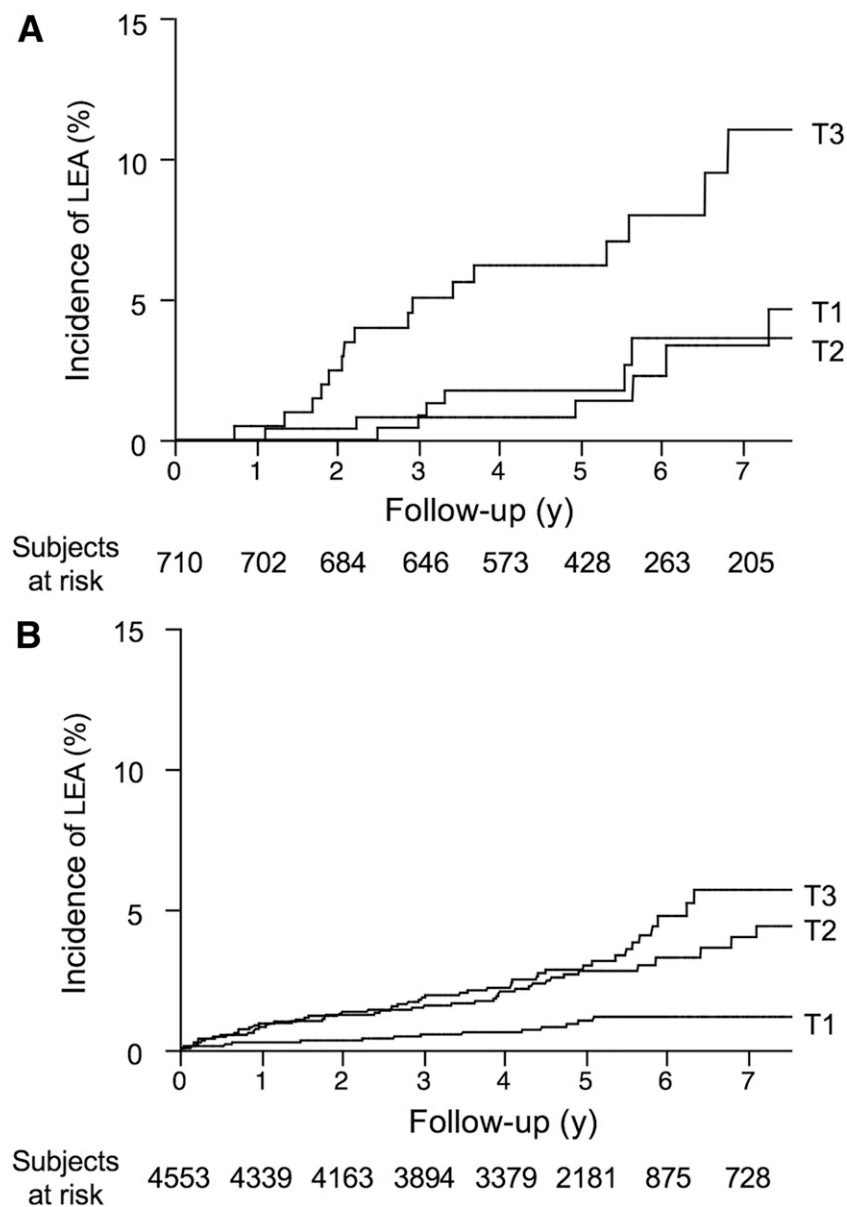 A
15
10
5
0
Incidence of LEA (%)
T3
T1
T2
0 1 2 3 4 5 6 7
Follow-up (y)
Subjects
at risk
710 702 684 646 573 428 263 205
B
15
10
5
0
Incidence of LEA (%)
T3
T2
T1
0 1 2 3 4 5 6 7
Follow-up (y)
Subjects
at risk
4553 4339 4163 3894 3379 2181 875 728